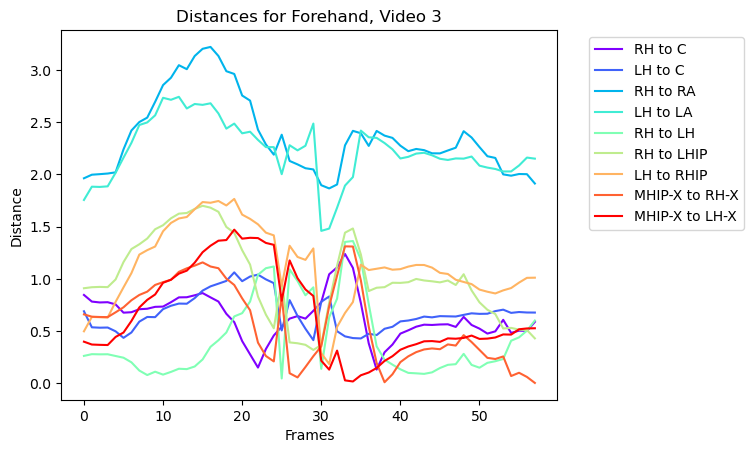 Distances for Forehand, Video 3
Distance
3.0
2.5
2.0
1.5
1.0
0.5
0.0
0
10
20
30
40
50
Frames
RH to C
LH to C
RH to RA
LH to LA
RH to LH
RH to LHIP
LH to RHIP
MHIP-X to RH-X
MHIP-X to LH-X